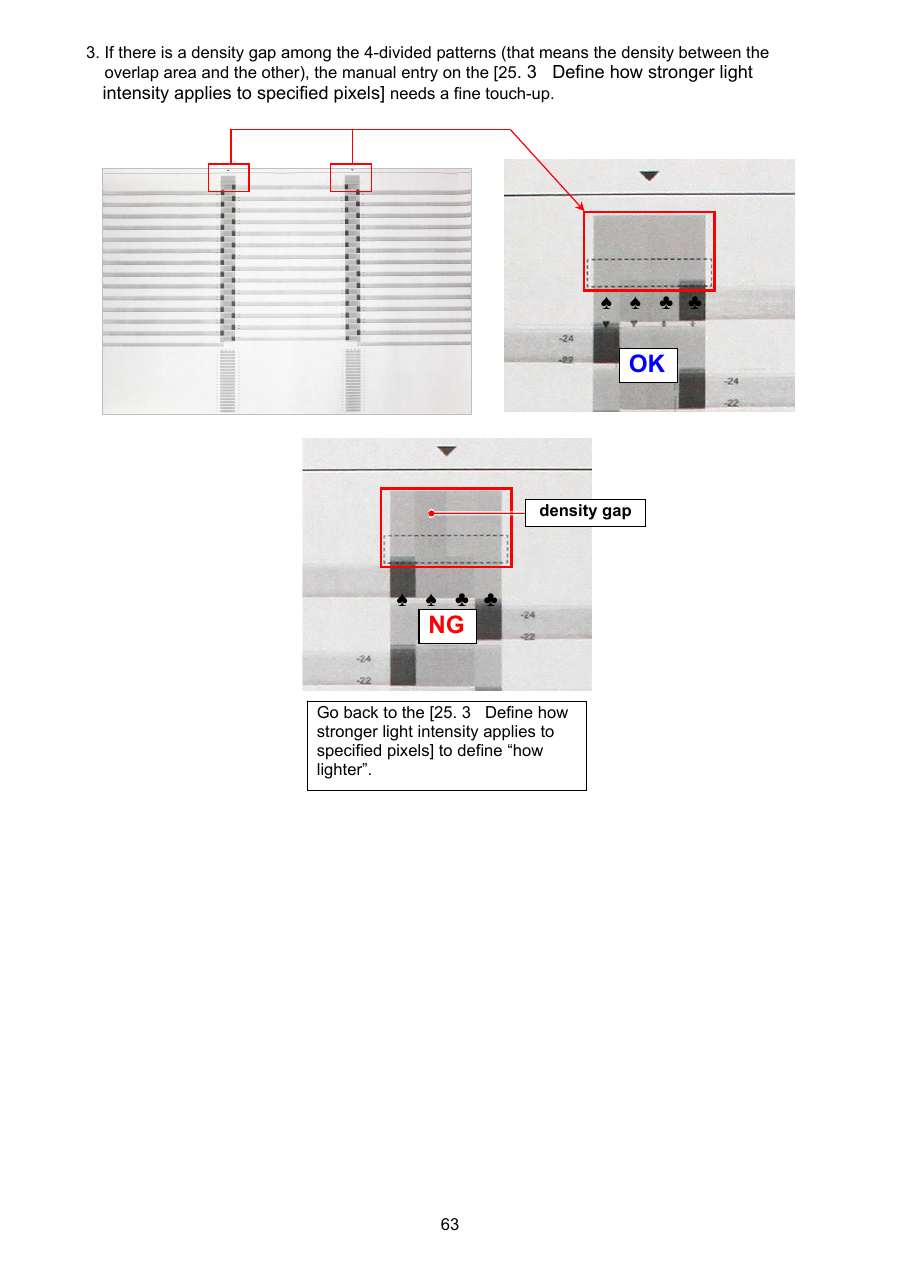 3. If there is a density gap among the 4-divided patterns (that means the density between the
overlap area and the other), the manual entry on the [25. 3   Define how stronger light
intensity applies to specified pixels] needs a fine touch-up.
♠ ♠ ♣ ♣
-24
-22
OK
-24
-22
density gap
♠ ♠ ♣ ♣
NG
-24
-22
-24
-22
Go back to the [25. 3   Define how
stronger light intensity applies to
specified pixels] to define “how
lighter”.
63